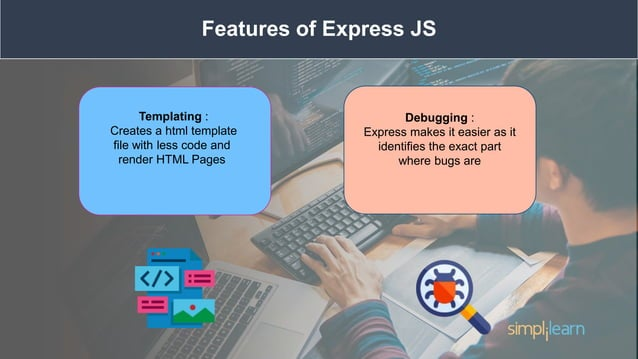 Features of Express JS
Templating :
Creates a html template
file with less code and
render HTML Pages
Debugging :
Express makes it easier as it
identifies the exact part
where bugs are
</>
simplilearn